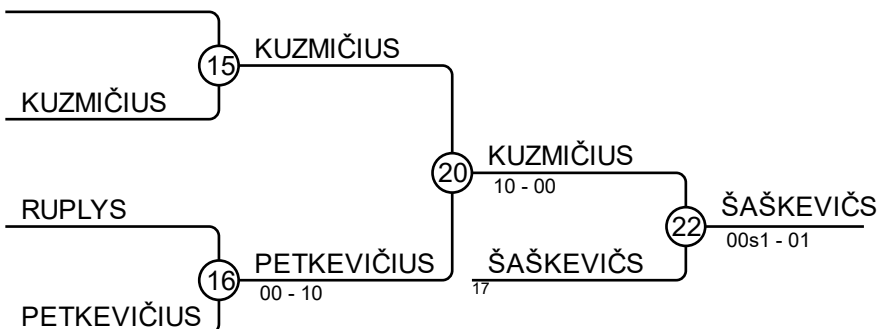 15
KUZMIČIUS
KUZMIČIUS
20
KUZMIČIUS
10 - 00
RUPLYS
22
ŠAŠKEVIČS
00s1 - 01
16
PETKEVIČIUS
00 - 10
ŠAŠKEVIČS
17
PETKEVIČIUS